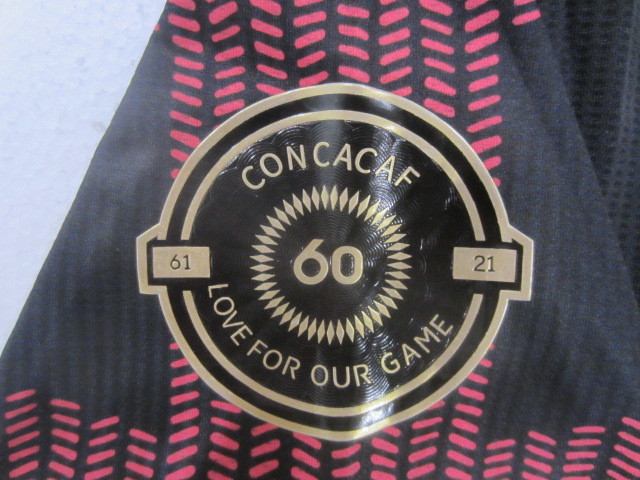 CONCACAF
61 60 21
LOVE FOR OUR GAME